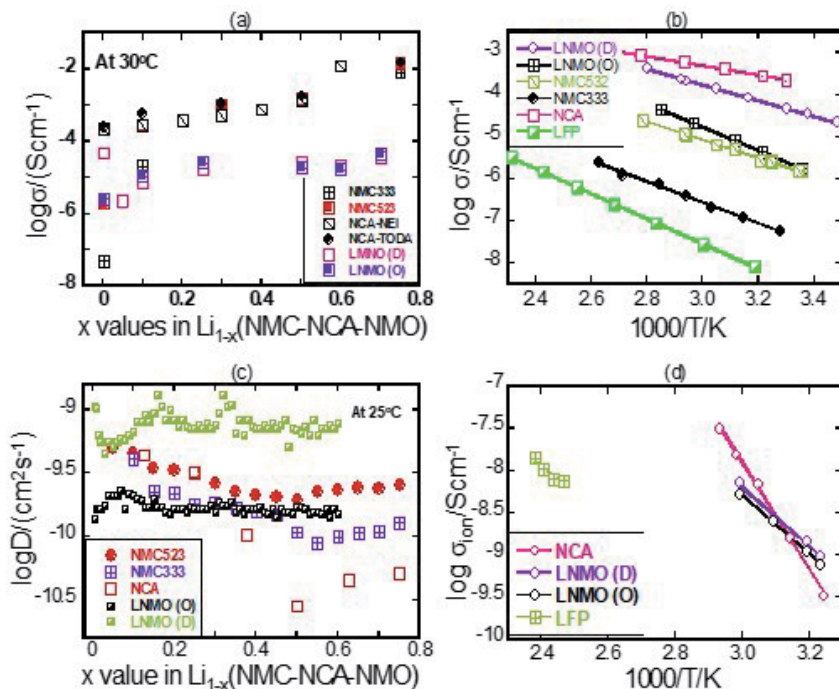 (a)
At 30ºC
logσ/(Scm⁻¹)
-2
-4
-6
-8
0
0.2
0.4
0.6
0.8
NMC333
NMC523
NCA-NEI
NCA-TODA
LMNO (D)
LNMO (O)
x values in Li₁₋ₓ(NMC-NCA-NMO)
(b)
log σ/Scm⁻¹
-3
-4
-5
-6
-7
-8
LNMO (D)
LNMO (O)
NMC532
NMC333
NCA
LFP
2.4
2.6
2.8
3.0
3.2
3.4
1000/T/K
(c)
At 25ºC
logD/(cm²s⁻¹)
-9
-9.5
-10
-10.5
NMC523
NMC333
NCA
LNMO (O)
LNMO (D)
0
0.2
0.4
0.6
0.8
x value in Li₁₋ₓ(NMC-NCA-NMO)
(d)
log σᵢₒₙ/Scm⁻¹
-7
-7.5
-8
-8.5
-9
-9.5
-10
NCA
LNMO (D)
LNMO (O)
LFP
2.4
2.6
2.8
3.0
3.2
1000/T/K